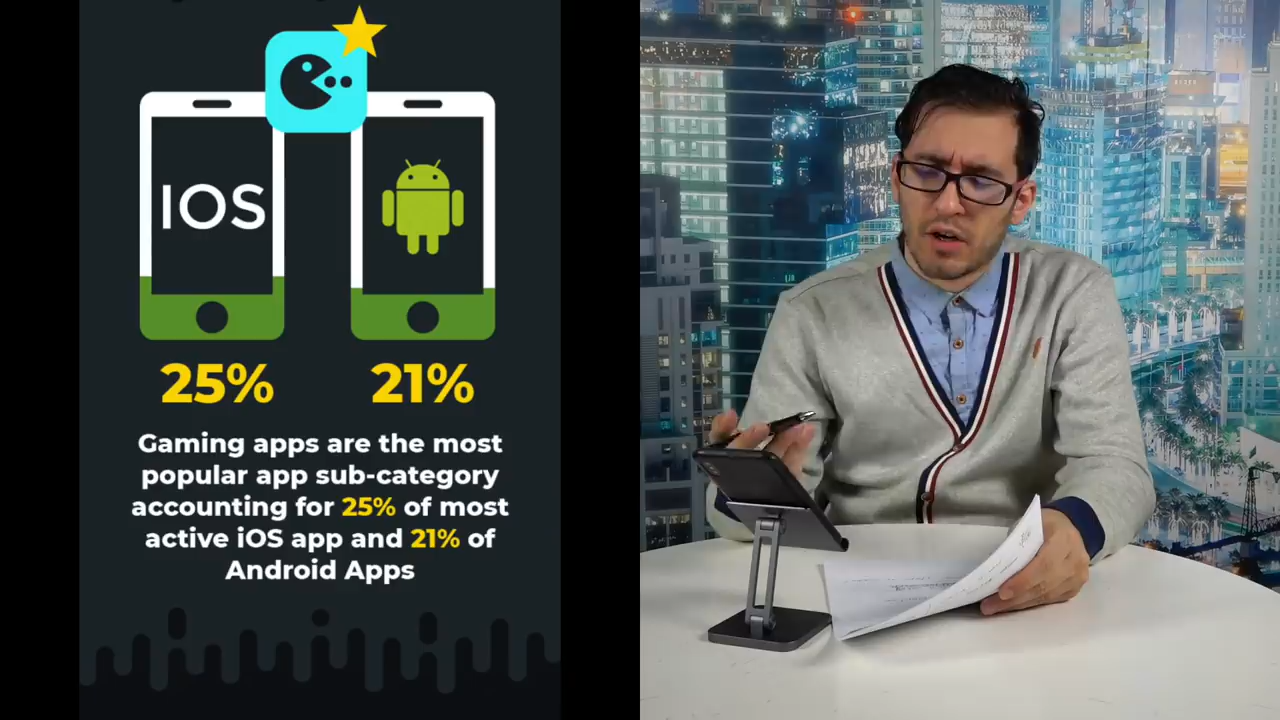 IOS
25%
21%
Gaming apps are the most
popular app sub-category
accounting for 25% of most
active iOS app and 21% of
Android Apps